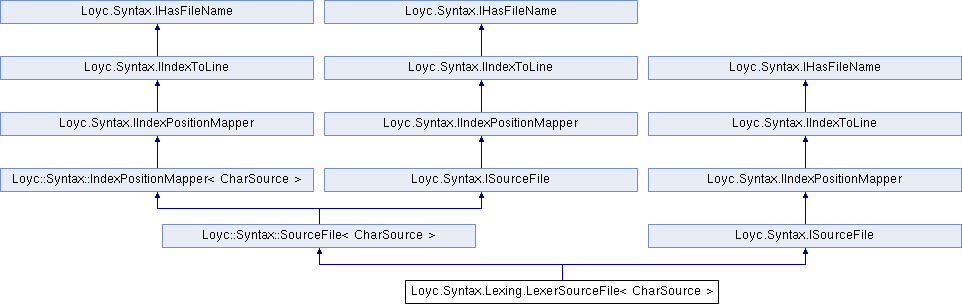 Loyc.Syntax.IHasFileName
Loyc.Syntax.IHasFileName
Loyc.Syntax.IIndexToLine
Loyc.Syntax.IIndexToLine
Loyc.Syntax.IHasFileName
Loyc.Syntax.IIndexPositionMapper
Loyc.Syntax.IIndexPositionMapper
Loyc.Syntax.IIndexToLine
Loyc::Syntax::IndexPositionMapper< CharSource >
Loyc.Syntax.ISourceFile
Loyc.Syntax.IIndexPositionMapper
Loyc::Syntax::SourceFile< CharSource >
Loyc.Syntax.ISourceFile
Loyc.Syntax.Lexing.LexerSourceFile< CharSource >